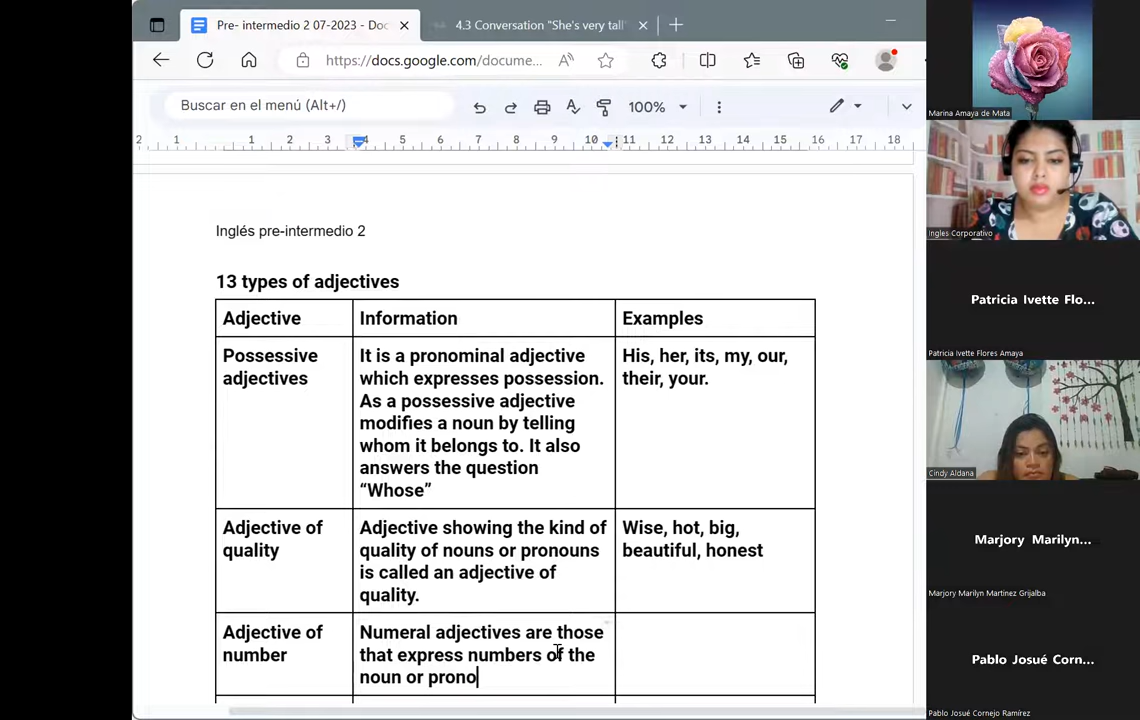 Pre- intermedio 2 07-2023 - Doc
4.3 Conversation "She's very tall"
https://docs.google.com/docume...
Buscar en el menú (Alt+/)
100%
2 1 1 2 3 4 5 6 7 8 9 10 11 12 13 14 15 16 17 18
Inglés pre-intermedio 2
13 types of adjectives
Adjective Information Examples
Possessive adjectives
It is a pronominal adjective
which expresses possession.
As a possessive adjective
modifies a noun by telling
whom it belongs to. It also
answers the question
“Whose”
His, her, its, my, our,
their, your.
Adjective of
quality
Adjective showing the kind of
quality of nouns or pronouns
is called an adjective of
quality.
Wise, hot, big,
beautiful, honest
Adjective of
number
Numeral adjectives are those
that express numbers of the
noun or prono
Marina Amaya de Mata
Ingles Corporativo
Patricia Ivette Flo...
Patricia Ivette Flores Amaya
Cindy Aldana
Marjory Marilyn...
Marjory Marilyn Martinez Grijalba
Pablo Josué Corn...
Pablo Josué Cornejo Ramírez